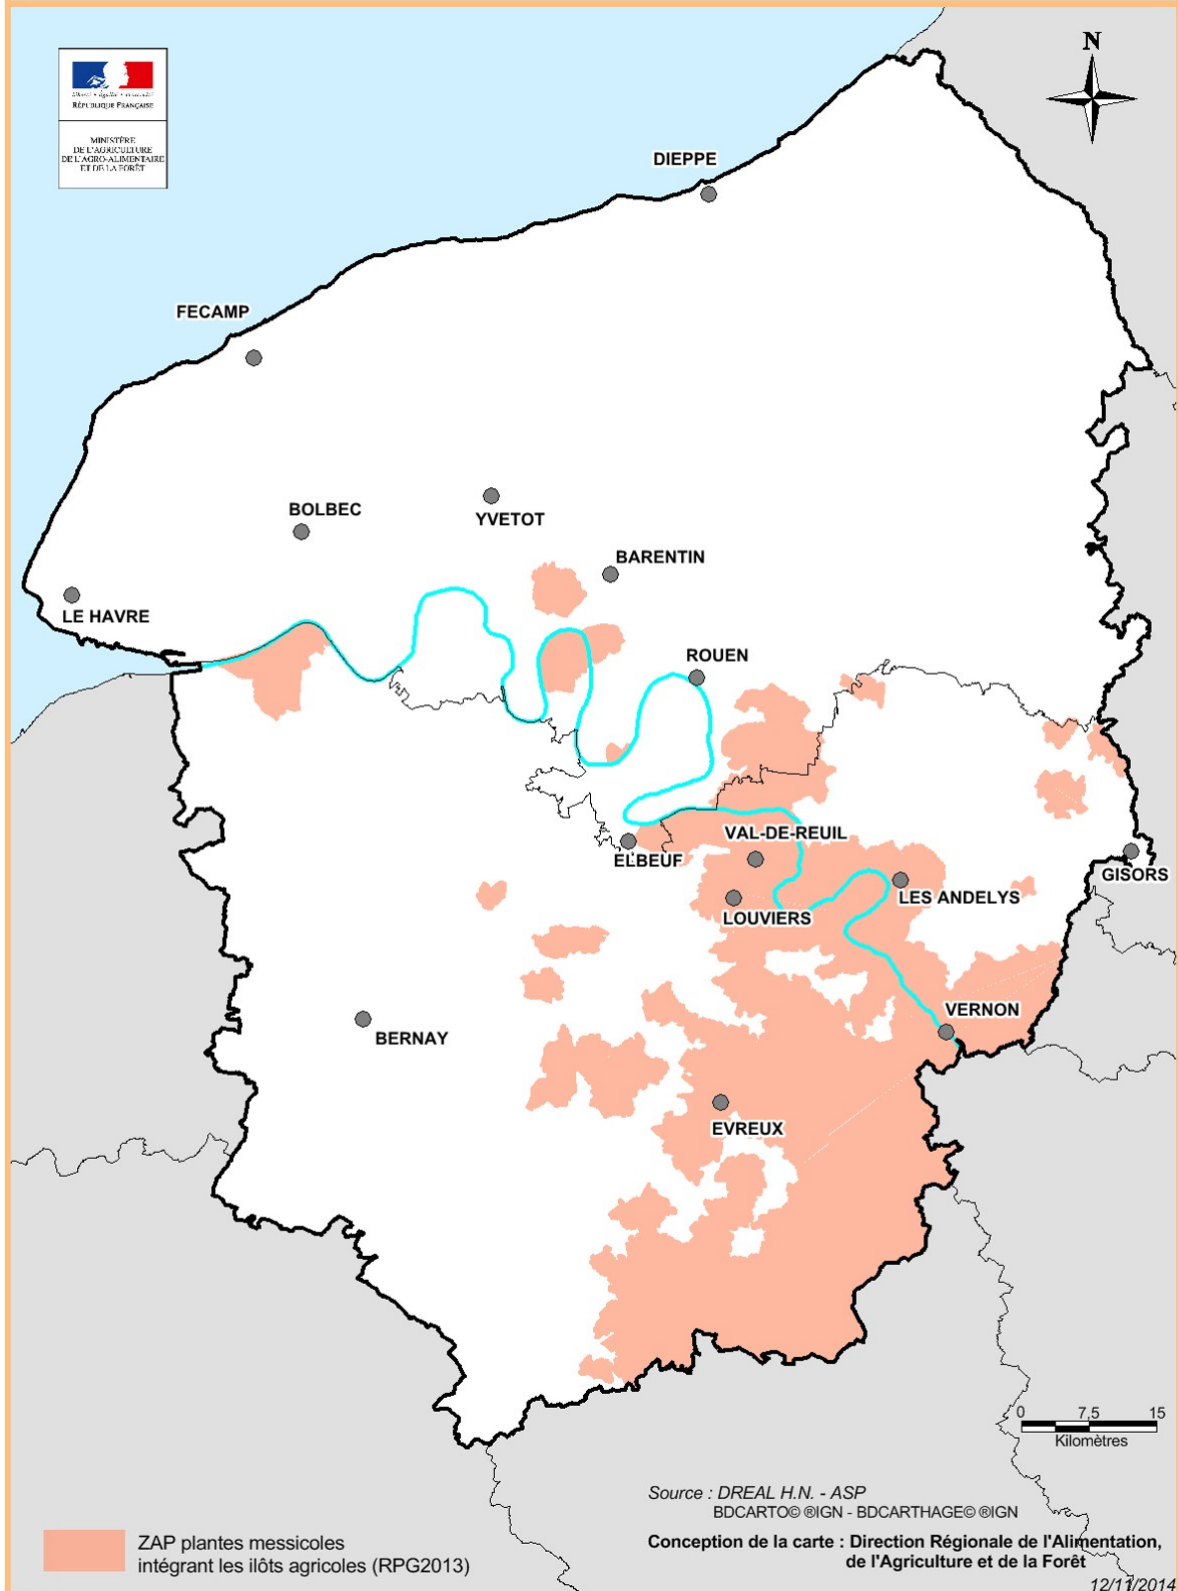 Liberté • Égalité • Fraternité
RÉPUBLIQUE FRANÇAISE
MINISTÈRE
DE L'AGRICULTURE
DE L'AGRO-ALIMENTAIRE
ET DE LA FORÊT
N
DIEPPE
FECAMP
BOLBEC
YVETOT
BARENTIN
LE HAVRE
ROUEN
VAL-DE-REUIL
ELBEUF
GISORS
LES ANDELYS
LOUVIERS
VERNON
BERNAY
EVREUX
0 7,5 15
Kilomètres
Source : DREAL H.N. - ASP
BDCARTO© ®IGN - BDCARTHAGE© ®IGN
Conception de la carte : Direction Régionale de l'Alimentation,
de l'Agriculture et de la Forêt
12/11/2014
ZAP plantes messicoles
intégrant les ilôts agricoles (RPG2013)